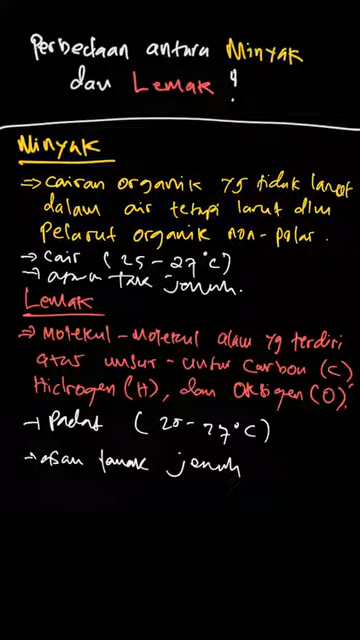 Perbedaan antara Minyak
dan Lemak ?
Minyak
⇒ Cairan organik yg tidak larut
dalam air tetapi larut dlm
pelarut organik non-polar.
→ Cair (25-27°C)
→ asam tak jenuh.
Lemak
⇒ Molekul-molekul alam yg terdiri
atas unsur-unsur Carbon (C),
Hidrogen (H), dan Oksigen (O).
→ Padat (25-27°C)
→ asam jenuh